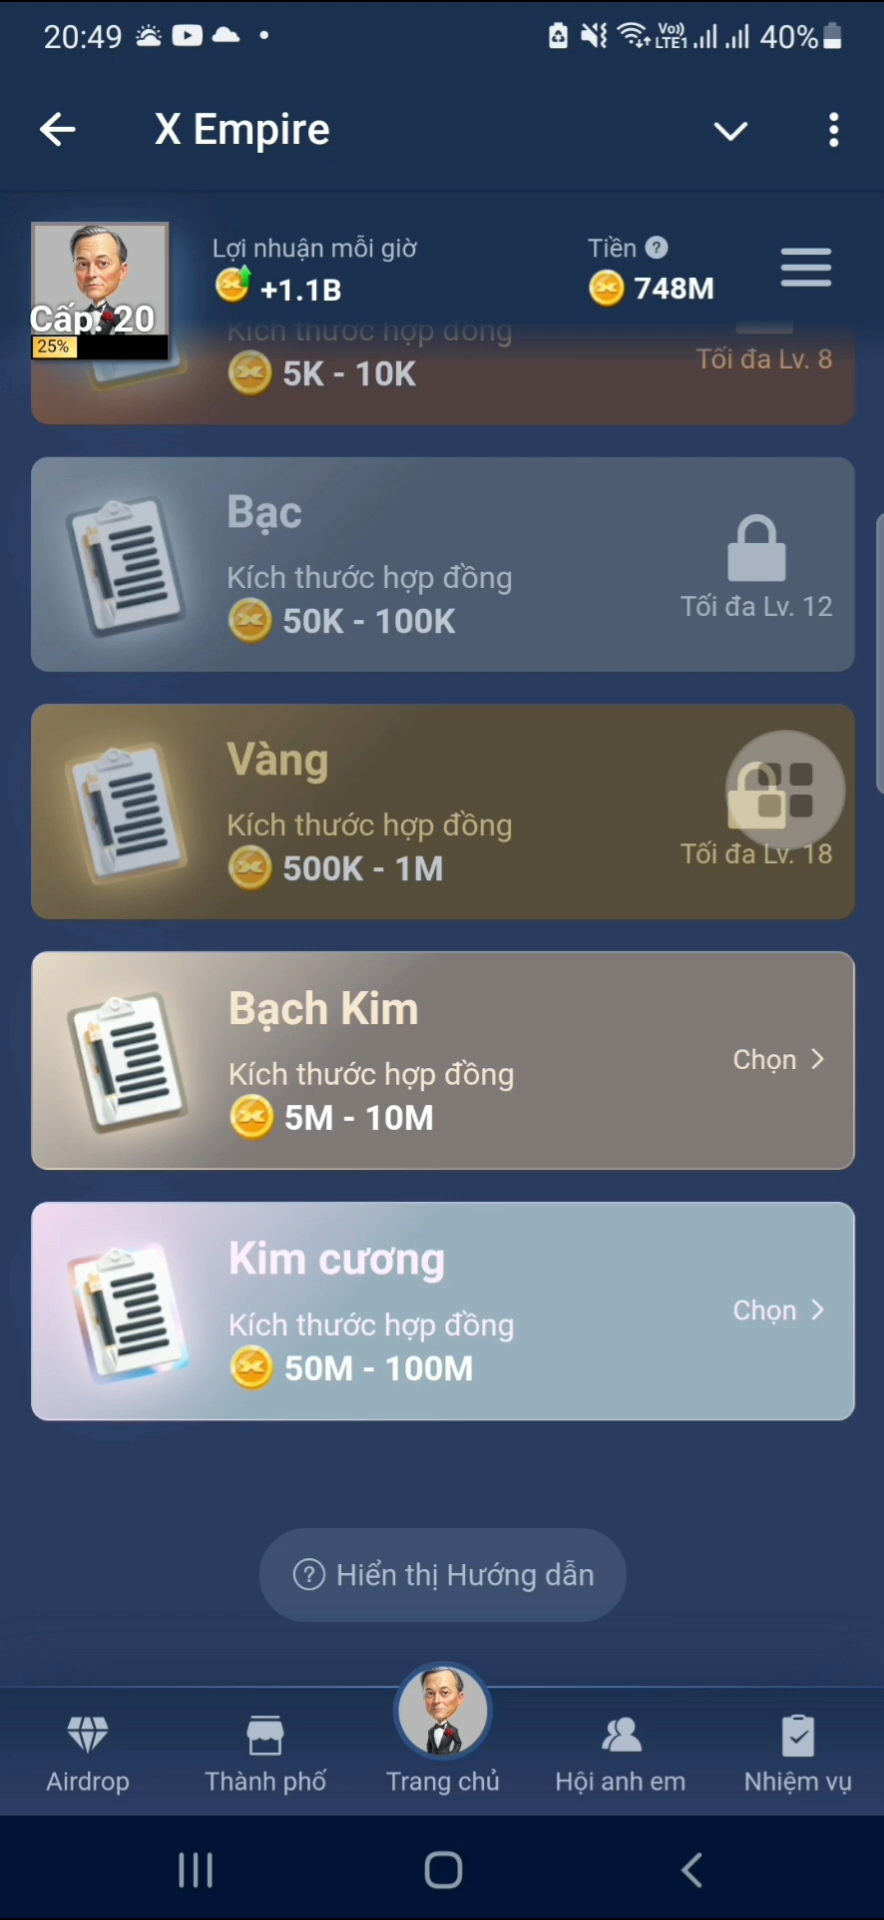 20:49
Vo))
LTE1
40%
X Empire
Lợi nhuận mỗi giờ
+1.1B
Tiền ?
748M
Cấp: 20
25%
Kích thước hợp đồng
5K - 10K
Tối đa Lv. 8
Bạc
Kích thước hợp đồng
50K - 100K
Tối đa Lv. 12
Vàng
Kích thước hợp đồng
500K - 1M
Tối đa Lv. 18
Bạch Kim
Kích thước hợp đồng
5M - 10M
Chọn
Kim cương
Kích thước hợp đồng
50M - 100M
Chọn
? Hiển thị Hướng dẫn
Airdrop
Thành phố
Trang chủ
Hội anh em
Nhiệm vụ